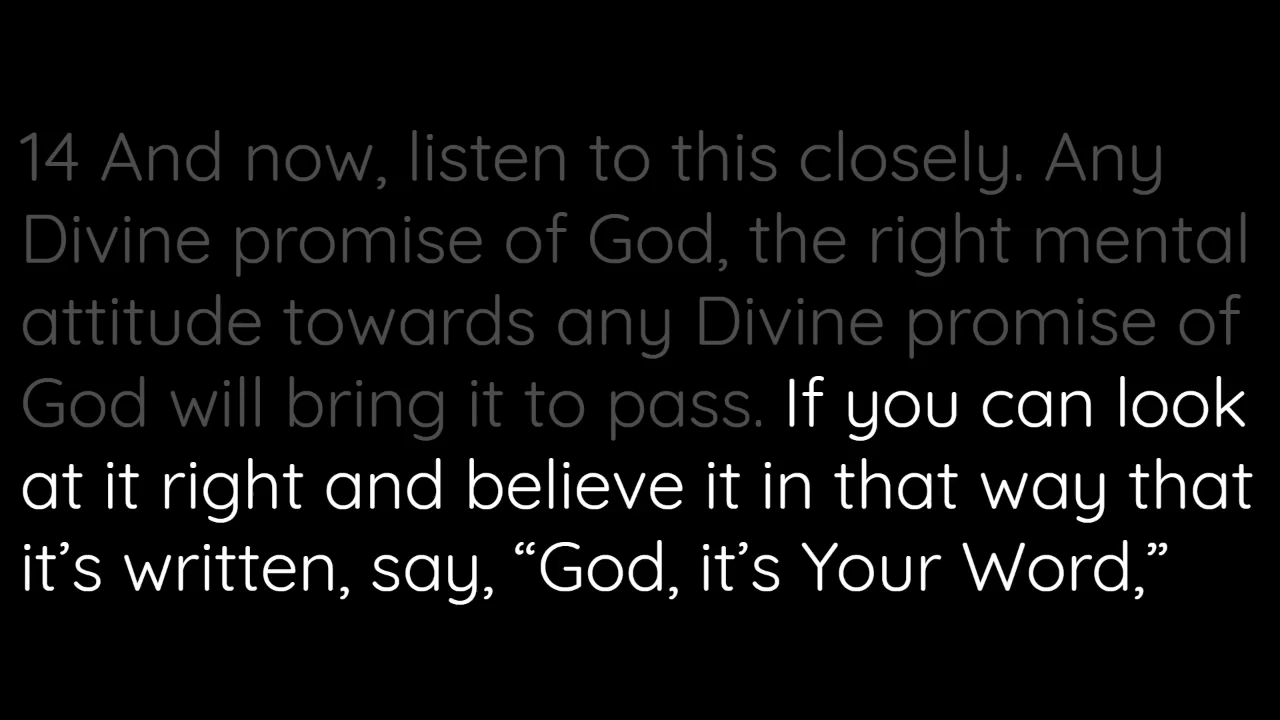 14 And now, listen to this closely. Any
Divine promise of God, the right mental
attitude towards any Divine promise of
God will bring it to pass. If you can look
at it right and believe it in that way that
it’s written, say, “God, it’s Your Word,”